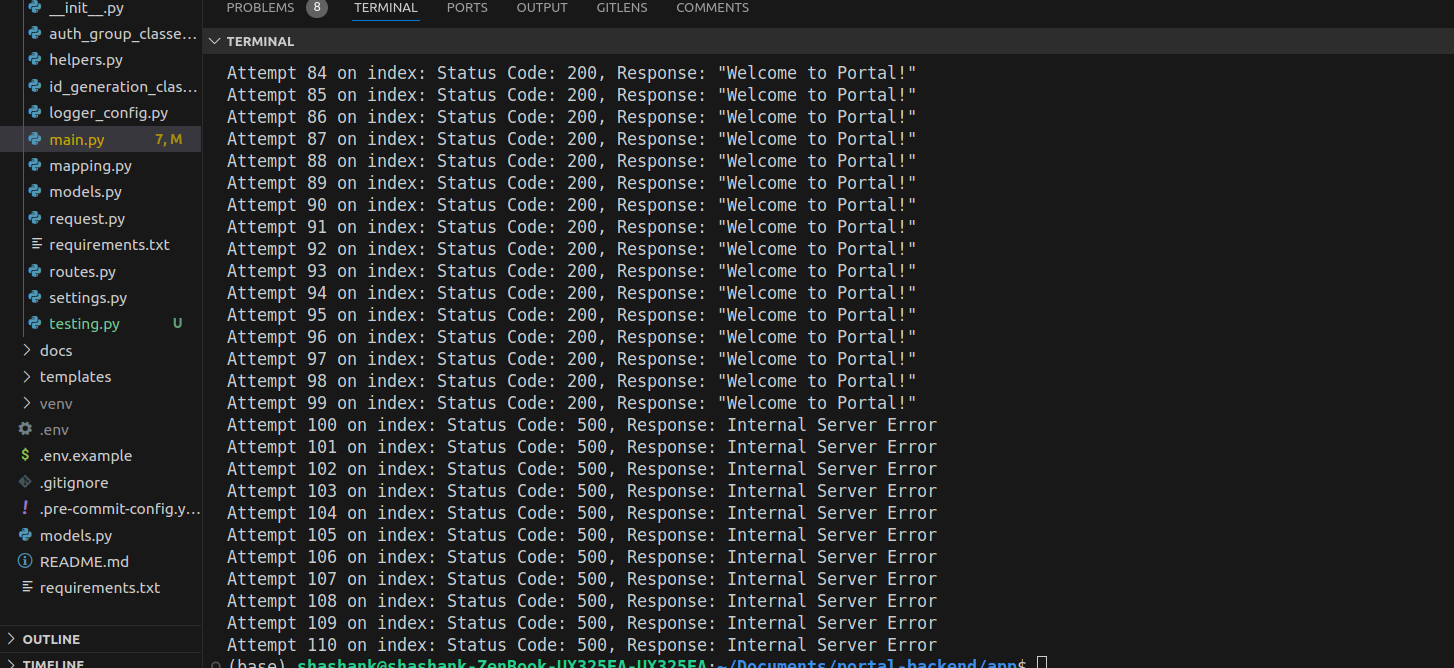 __init__.py
auth_group_classe...
helpers.py
id_generation_clas...
logger_config.py
main.py 7, M
mapping.py
models.py
request.py
requirements.txt
routes.py
settings.py
testing.py U
docs
templates
venv
.env
$ .env.example
.gitignore
! .pre-commit-config.y...
models.py
README.md
requirements.txt
OUTLINE
TIMELINE
PROBLEMS 8 TERMINAL PORTS OUTPUT GITLENS COMMENTS
TERMINAL
Attempt 84 on index: Status Code: 200, Response: "Welcome to Portal!"
Attempt 85 on index: Status Code: 200, Response: "Welcome to Portal!"
Attempt 86 on index: Status Code: 200, Response: "Welcome to Portal!"
Attempt 87 on index: Status Code: 200, Response: "Welcome to Portal!"
Attempt 88 on index: Status Code: 200, Response: "Welcome to Portal!"
Attempt 89 on index: Status Code: 200, Response: "Welcome to Portal!"
Attempt 90 on index: Status Code: 200, Response: "Welcome to Portal!"
Attempt 91 on index: Status Code: 200, Response: "Welcome to Portal!"
Attempt 92 on index: Status Code: 200, Response: "Welcome to Portal!"
Attempt 93 on index: Status Code: 200, Response: "Welcome to Portal!"
Attempt 94 on index: Status Code: 200, Response: "Welcome to Portal!"
Attempt 95 on index: Status Code: 200, Response: "Welcome to Portal!"
Attempt 96 on index: Status Code: 200, Response: "Welcome to Portal!"
Attempt 97 on index: Status Code: 200, Response: "Welcome to Portal!"
Attempt 98 on index: Status Code: 200, Response: "Welcome to Portal!"
Attempt 99 on index: Status Code: 200, Response: "Welcome to Portal!"
Attempt 100 on index: Status Code: 500, Response: Internal Server Error
Attempt 101 on index: Status Code: 500, Response: Internal Server Error
Attempt 102 on index: Status Code: 500, Response: Internal Server Error
Attempt 103 on index: Status Code: 500, Response: Internal Server Error
Attempt 104 on index: Status Code: 500, Response: Internal Server Error
Attempt 105 on index: Status Code: 500, Response: Internal Server Error
Attempt 106 on index: Status Code: 500, Response: Internal Server Error
Attempt 107 on index: Status Code: 500, Response: Internal Server Error
Attempt 108 on index: Status Code: 500, Response: Internal Server Error
Attempt 109 on index: Status Code: 500, Response: Internal Server Error
Attempt 110 on index: Status Code: 500, Response: Internal Server Error
(base) shashank@shashank-ZenBook-UX325EA-UX325EA:~/Documents/portal-backend/app$